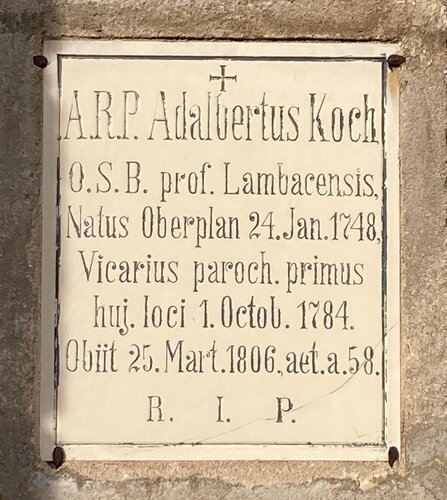 A.R.P. Adalbertus Koch
O.S.B. prof. Lambacensis,
Natus Oberplan 24. Jan. 1748,
Vicarius paroch. primus
huj. loci 1. Octob. 1784.
Obiit 25. Mart. 1806, aet. a. 58.
R. I. P.